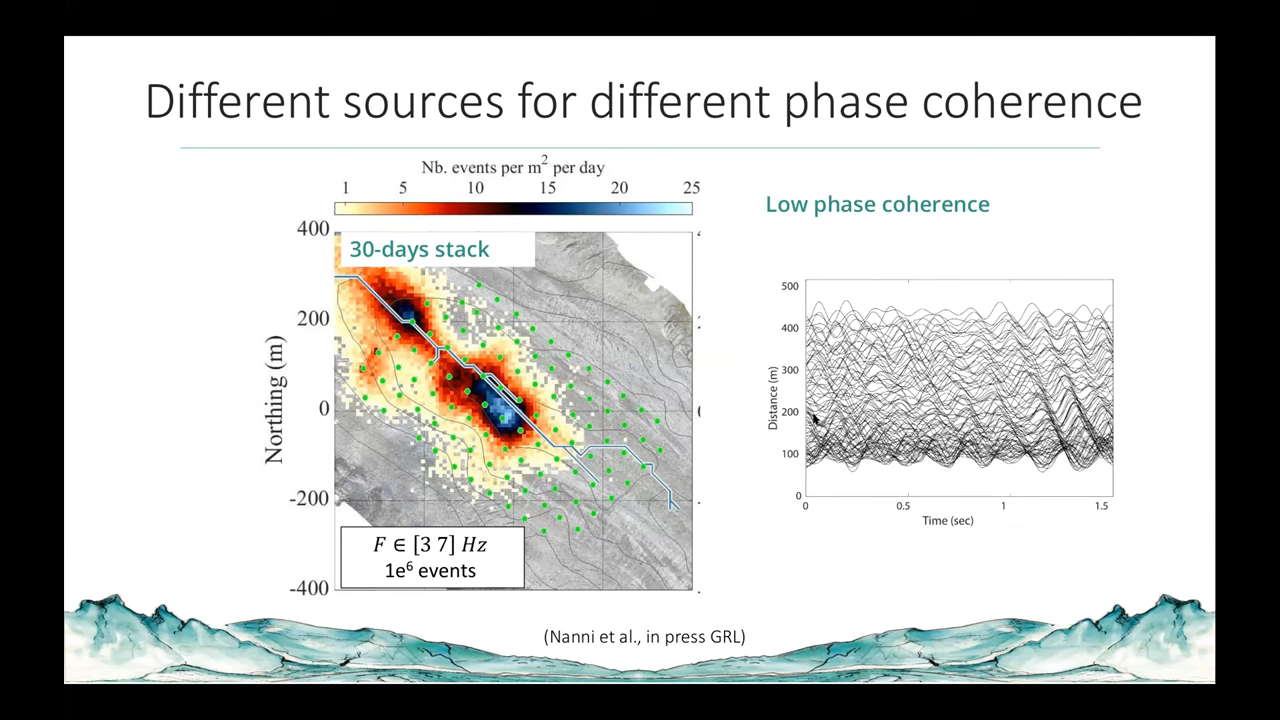 Different sources for different phase coherence
Nb. events per m2 per day
1 5 10 15 20 25
30-days stack
400
200
0
-200
-400
Northing (m)
F ∈ [3 7] Hz
1e6 events
Low phase coherence
500
400
300
200
100
0
Distance (m)
0 0.5 1 1.5
Time (sec)
(Nanni et al., in press GRL)